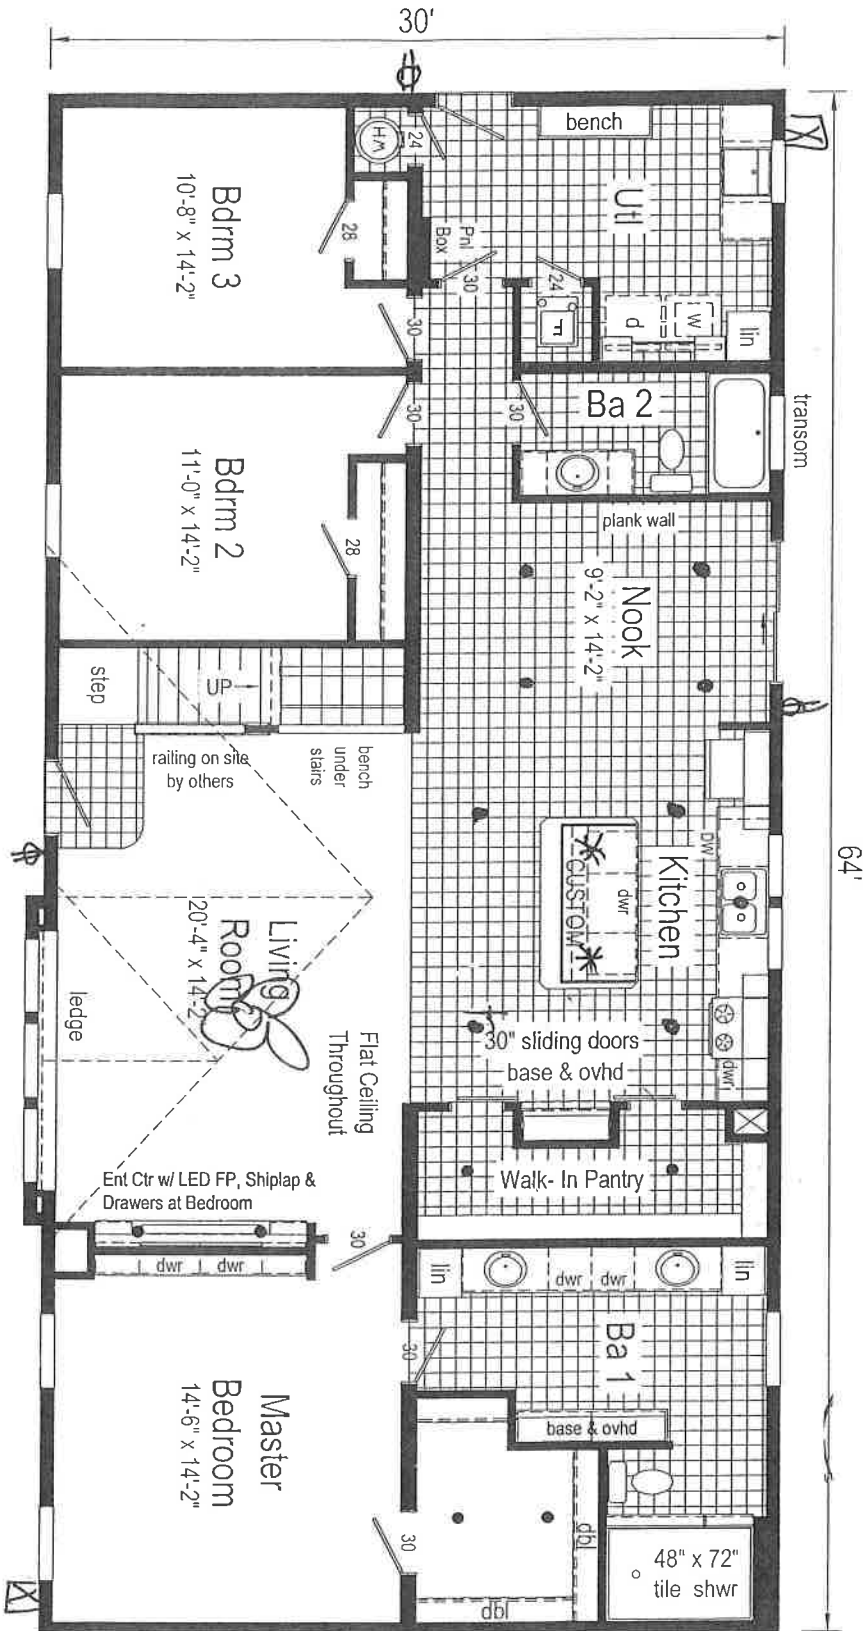 30'
64'
bench
Utl
W/H
24
Pnl
Box
30
24
d
w
lin
Bdrm 3
10'-8" x 14'-2"
28
30
Ba 2
transom
30
30
Bdrm 2
11'-0" x 14'-2"
28
plank wall
Nook
9'-2" x 14'-2"
step
UP
railing on site
by others
bench
under
stairs
Kitchen
dw
dwr
CUSTOM
dwr
Living
Room
20'-4" x 14'-2"
ledge
Flat Ceiling
Throughout
30" sliding doors
base & ovhd
Walk- In Pantry
Ent Ctr w/ LED FP, Shiplap &
Drawers at Bedroom
30
dwr
dwr
lin
dwr
dwr
lin
Ba 1
30
Master
Bedroom
14'-6" x 14'-2"
base & ovhd
30
dbl
dbl
48" x 72"
tile shwr